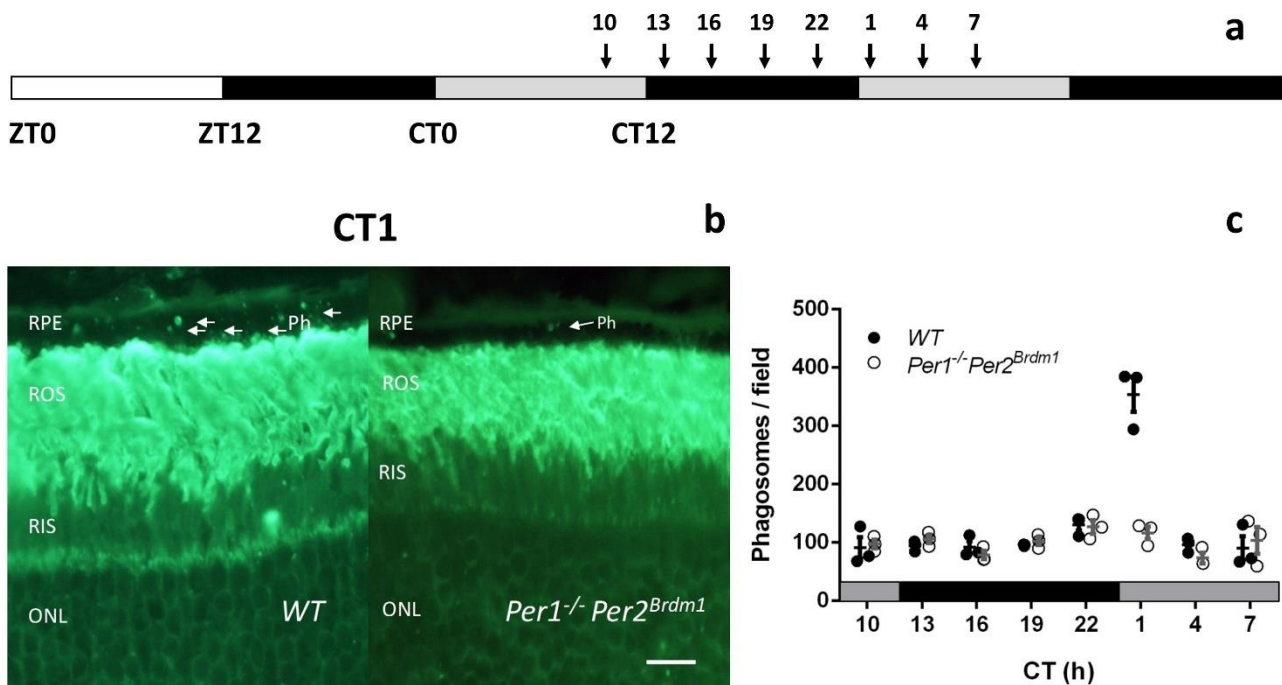 10 13 16 19 22 1 4 7 a
ZT0 ZT12 CT0 CT12
CT1 b c
RPE Ph
ROS
RIS
ONL WT
RPE Ph
ROS
RIS
ONL Per1-/- Per2Brdm1
500
400
300
200
100
0
Phagosomes / field
WT
Per1-/-Per2Brdm1
10 13 16 19 22 1 4 7
CT (h)